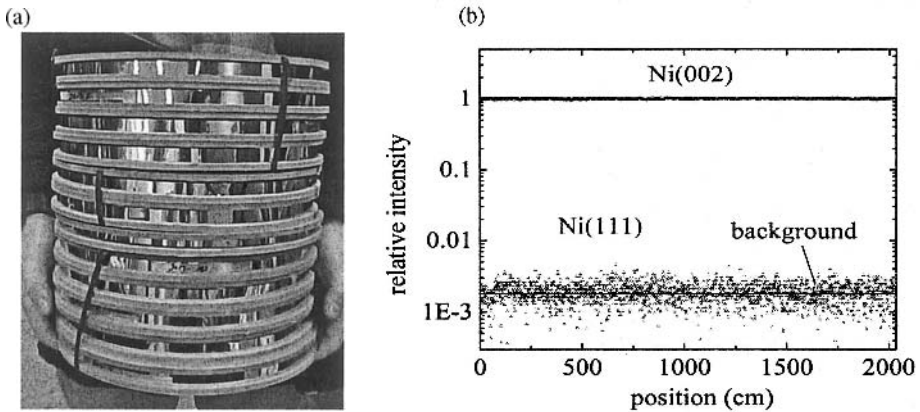 (a)
(b)
Ni(002)
1
0.1
Ni(111)
background
0.01
1E-3
0
500
1000
1500
2000
relative intensity
position (cm)